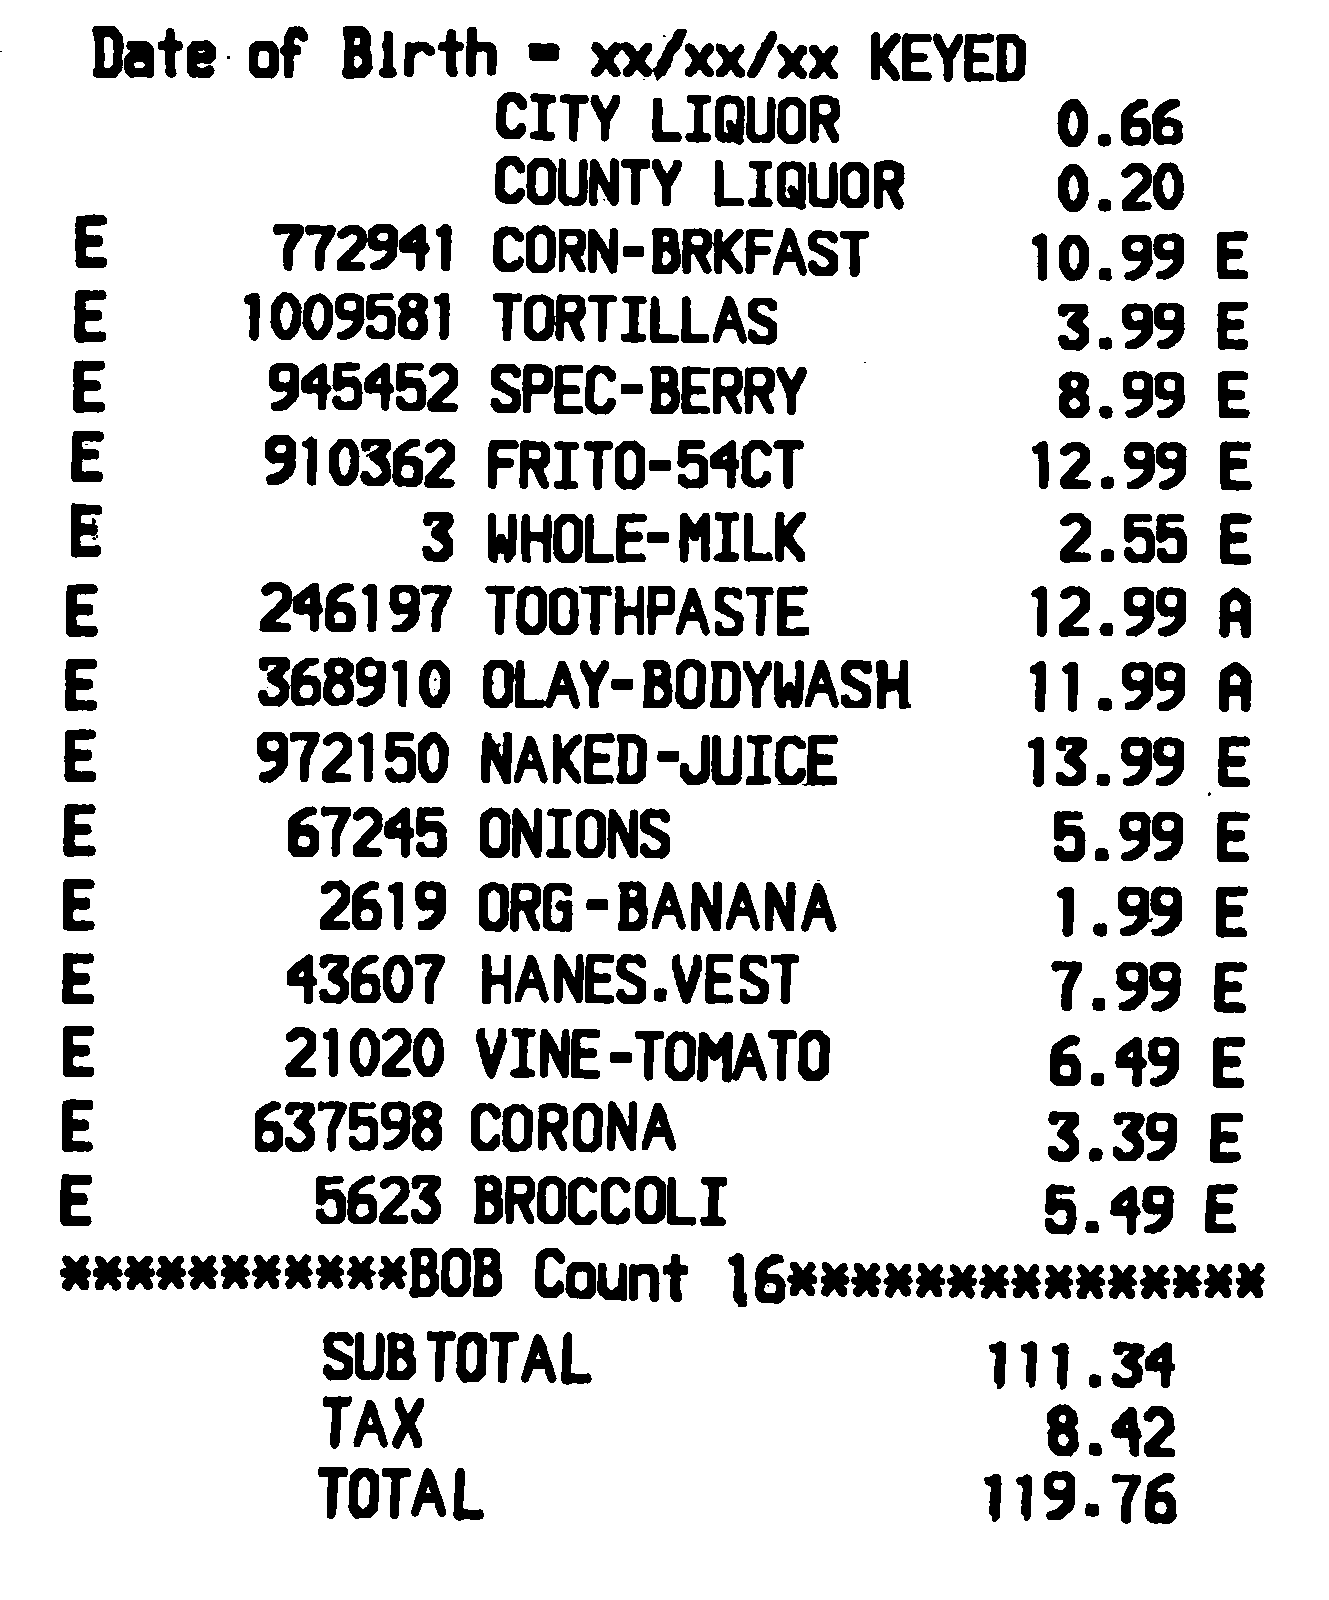 Date of Birth - xx/xx/xx KEYED
CITY LIQUOR 0.66
COUNTY LIQUOR 0.20
E 772941 CORN-BRKFAST 10.99 E
E 1009581 TORTILLAS 3.99 E
E 945452 SPEC-BERRY 8.99 E
E 910362 FRITO-54CT 12.99 E
E 3 WHOLE-MILK 2.55 E
E 246197 TOOTHPASTE 12.99 A
E 368910 OLAY-BODYWASH 11.99 A
E 972150 NAKED-JUICE 13.99 E
E 67245 ONIONS 5.99 E
E 2619 ORG-BANANA 1.99 E
E 43607 HANES.VEST 7.99 E
E 21020 VINE-TOMATO 6.49 E
E 637598 CORONA 3.39 E
E 5623 BROCCOLI 5.49 E
***********BOB Count 16***************
SUBTOTAL 111.34
TAX 8.42
TOTAL 119.76